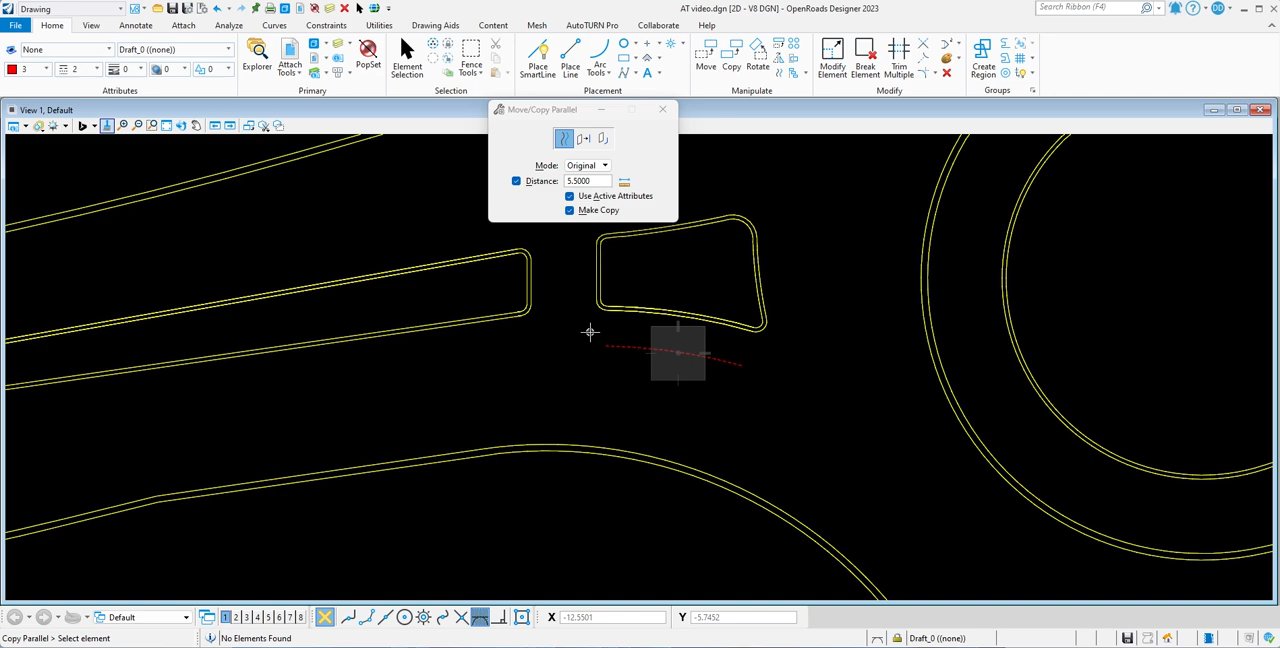 Drawing
AT video.dgn [2D - V8 DGN] - OpenRoads Designer 2023
Search Ribbon (F4)
DD
File Home View Annotate Attach Analyze Curves Constraints Utilities Drawing Aids Content Mesh AutoTURN Pro Collaborate Help
None Draft_0 ((none))
3 2 0 0 0
Explorer Attach Tools PopSet Element Selection Fence Tools Place SmartLine Place Line Arc Tools Move Copy Rotate Modify Element Break Element Trim Multiple Create Region
Attributes Primary Selection Placement Manipulate Modify Groups
View 1, Default
Move/Copy Parallel
Mode: Original
Distance: 5.5000
Use Active Attributes
Make Copy
Default 1 2 3 4 5 6 7 8 X -12.5501 Y -5.7452
Copy Parallel > Select element No Elements Found Draft_0 ((none))